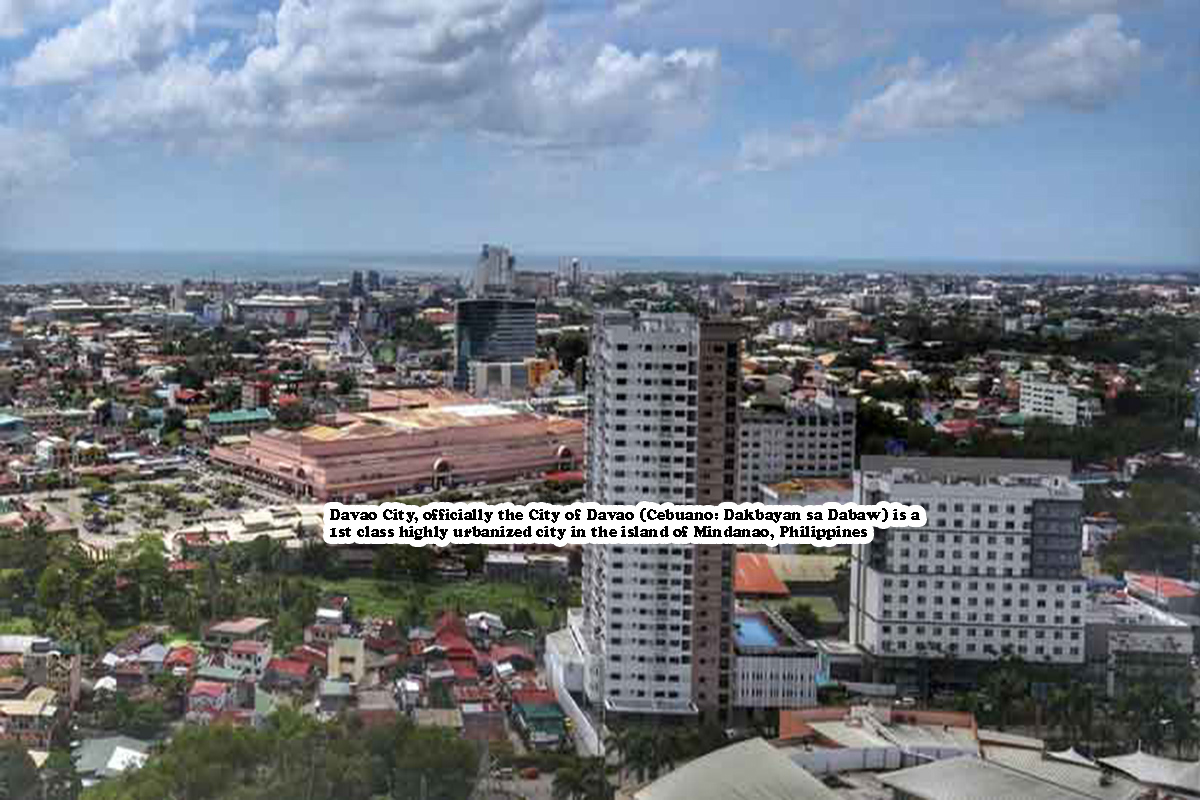 Davao City, officially the City of Davao (Cebuano: Dakbayan sa Dabaw) is a
1st class highly urbanized city in the island of Mindanao, Philippines